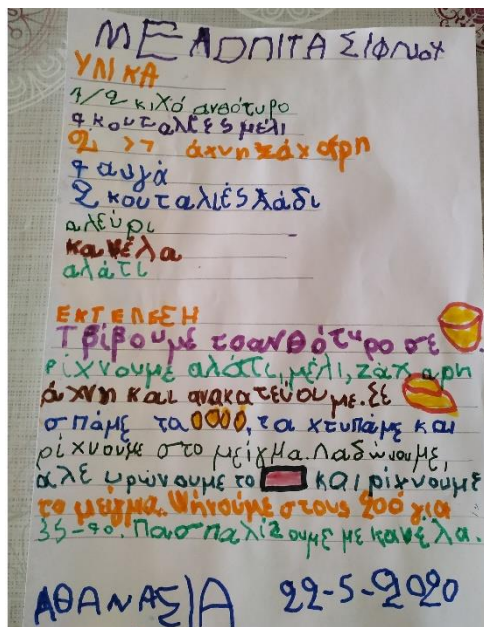 ΜΕΛΟΠΙΤΑ ΣΙΦΝΟΥ
ΥΛΙΚΑ
1/2 κιλό ανθότυρο
4 κουταλιές μέλι
2 >> άχνη ζάχαρη
4 αυγά
2 κουταλιές λάδι
αλεύρι
κανέλα
αλάτι
ΕΚΤΕΛΕΣΗ
Τρίβουμε το ανθότυρο σε
ρίχνουμε αλάτι, μέλι, ζάχαρη
άχνη και ανακατεύουμε. Σε
σπάμε τα , τα χτυπάμε και
ρίχνουμε στο μείγμα. Λαδώνουμε,
αλευρώνουμε το και ρίχνουμε
το μείγμα. Ψήνουμε στους 200 για
35-40. Πασπαλίζουμε με κανέλα.
ΑΘΑΝΑΣΙΑ 22-5-2020